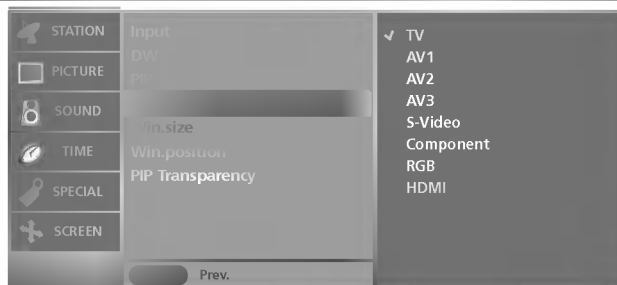 STATION
PICTURE
SOUND
TIME
SPECIAL
SCREEN
Input
DW
PIP
Win.size
Win.position
PIP Transparency
Prev.
✓ TV
AV1
AV2
AV3
S-Video
Component
RGB
HDMI